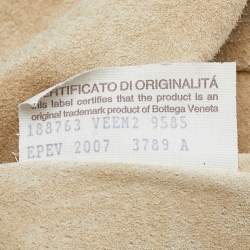 CERTIFICATO DI ORIGINALITÁ
this label certifies that the product is an
original trademark product of Bottega Veneta
188763 VEEM2 9585
EPEV 2007 3789 A